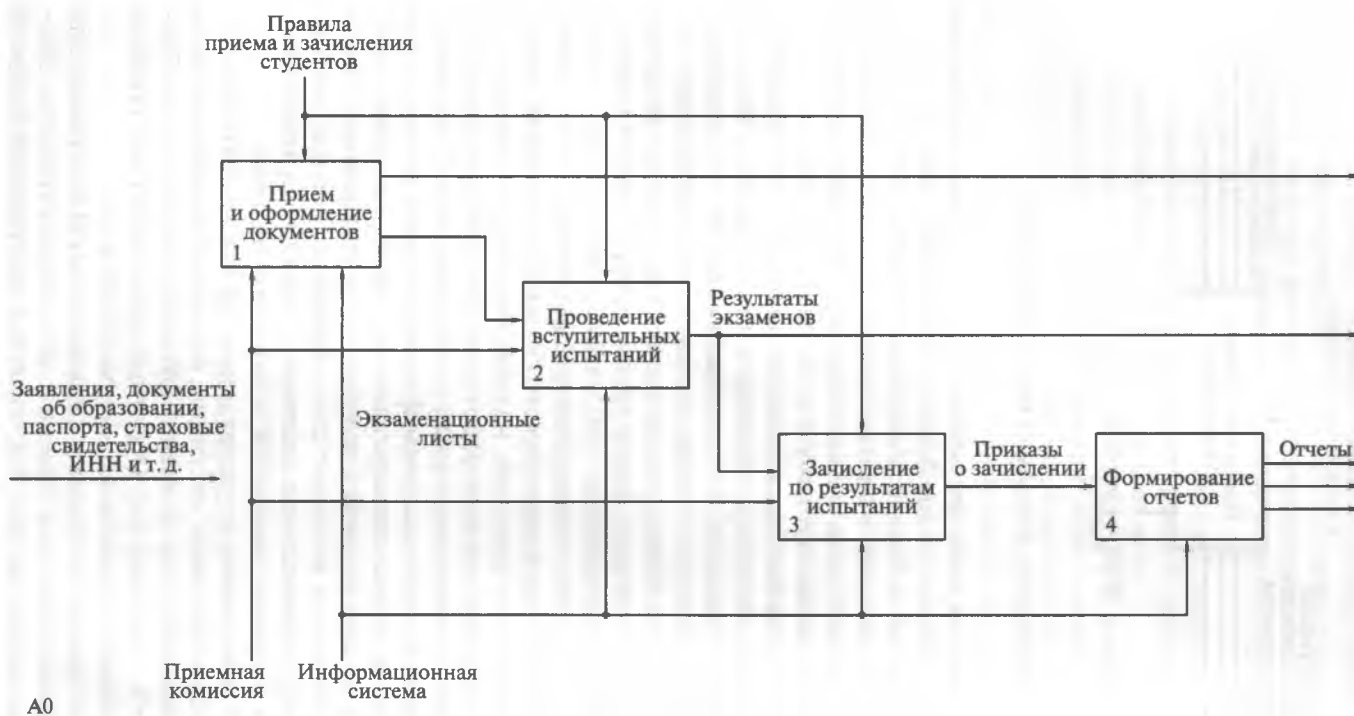 Правила
приема и зачисления
студентов
Прием
и оформление
документов
1
Проведение
вступительных
испытаний
2
Результаты
экзаменов
Заявления, документы
об образовании,
паспорта, страховые
свидетельства,
ИНН и т. д.
Экзаменационные
листы
Зачисление
по результатам
испытаний
3
Приказы
о зачислении
Формирование
отчетов
4
Отчеты
Приемная
комиссия
Информационная
система
А0